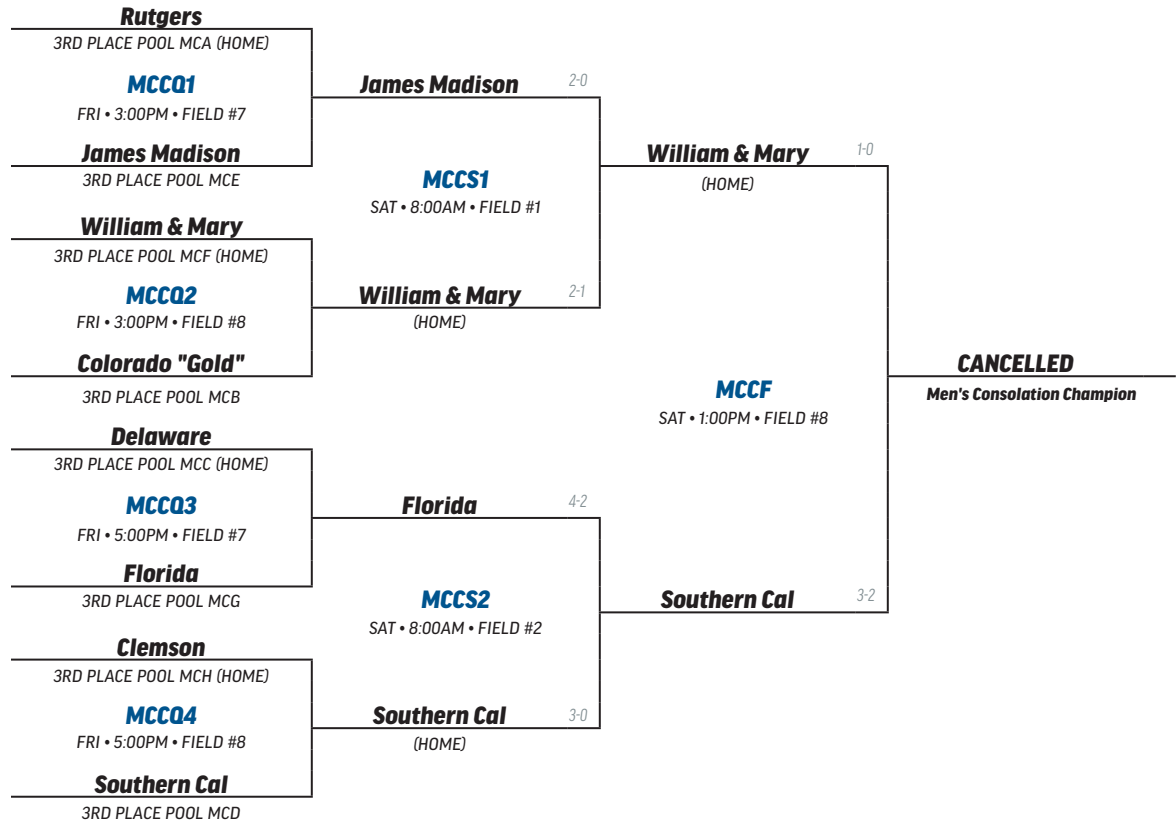 Rutgers
3RD PLACE POOL MCA (HOME)
MCCQ1
FRI • 3:00PM • FIELD #7
James Madison
3RD PLACE POOL MCE
William & Mary
3RD PLACE POOL MCF (HOME)
MCCQ2
FRI • 3:00PM • FIELD #8
Colorado "Gold"
3RD PLACE POOL MCB
Delaware
3RD PLACE POOL MCC (HOME)
MCCQ3
FRI • 5:00PM • FIELD #7
Florida
3RD PLACE POOL MCG
Clemson
3RD PLACE POOL MCH (HOME)
MCCQ4
FRI • 5:00PM • FIELD #8
Southern Cal
3RD PLACE POOL MCD
James Madison 2-0
MCCS1
SAT • 8:00AM • FIELD #1
William & Mary 2-1
(HOME)
Florida 4-2
MCCS2
SAT • 8:00AM • FIELD #2
Southern Cal 3-0
(HOME)
William & Mary 1-0
(HOME)
MCCF
SAT • 1:00PM • FIELD #8
Southern Cal 3-2
CANCELLED
Men's Consolation Champion